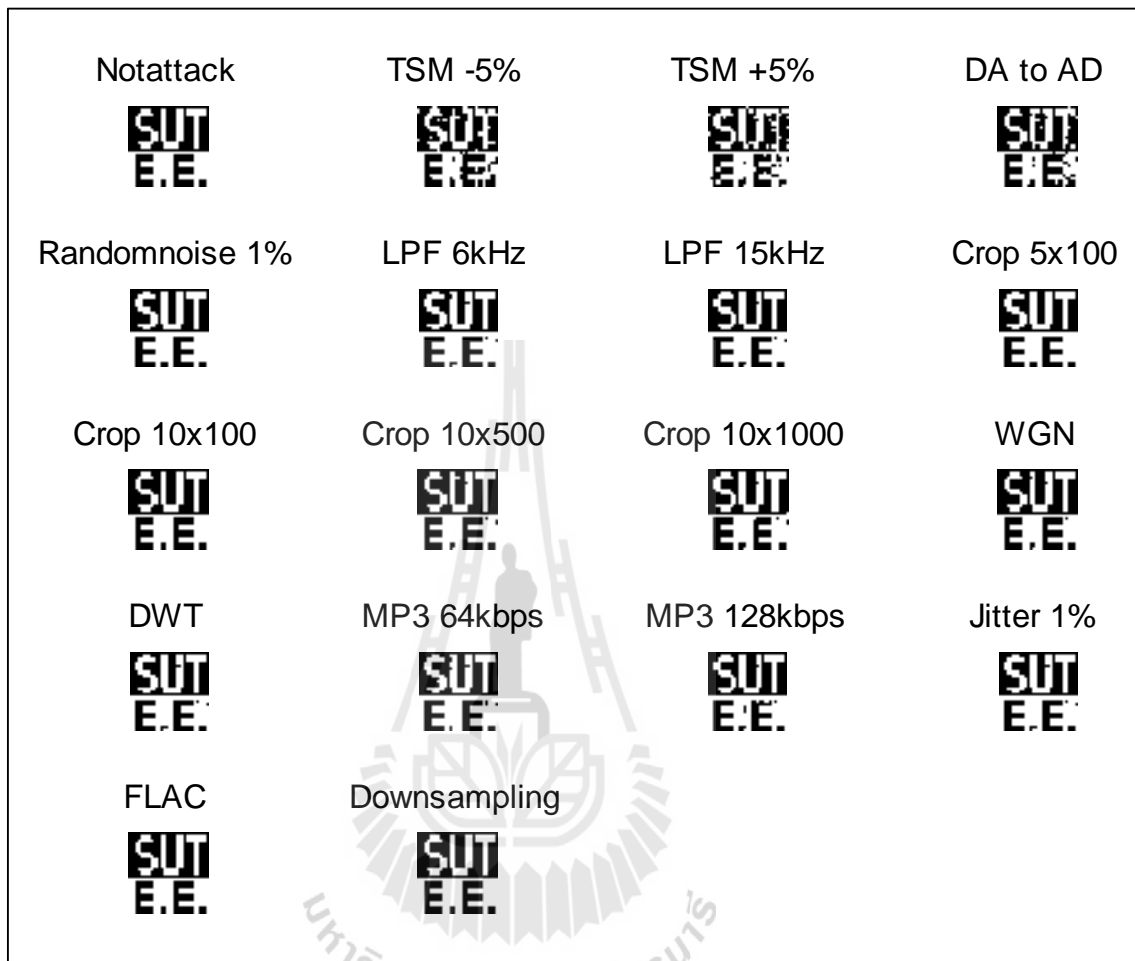 Notattack TSM -5% TSM +5% DA to AD
SUT SUT SUT SUT
E.E. E.E. E.E. E.E.
Randomnoise 1% LPF 6kHz LPF 15kHz Crop 5x100
SUT SUT SUT SUT
E.E. E.E. E.E. E.E.
Crop 10x100 Crop 10x500 Crop 10x1000 WGN
SUT SUT SUT SUT
E.E. E.E. E.E. E.E.
DWT MP3 64kbps MP3 128kbps Jitter 1%
SUT SUT SUT SUT
E.E. E.E. E.E. E.E.
FLAC Downsampling
SUT SUT
E.E. E.E.